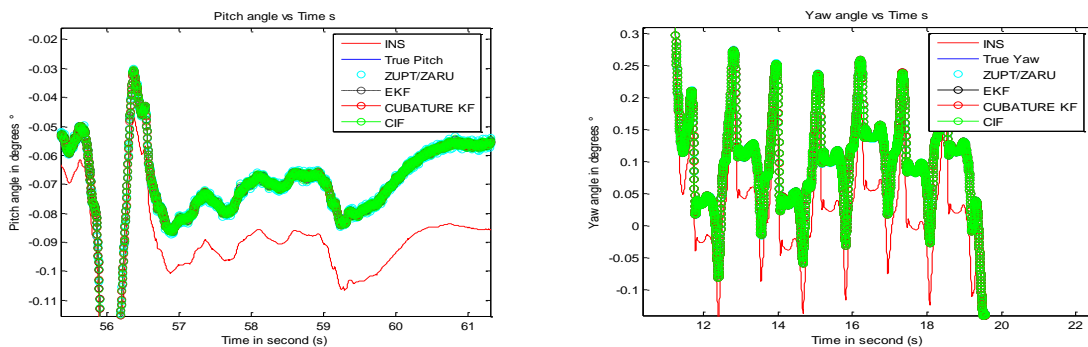 Pitch angle vs Time s
-0.02
-0.03
-0.04
-0.05
-0.06
-0.07
-0.08
-0.09
-0.1
-0.11
Pitch angle in degrees °
INS
True Pitch
ZUPT/ZARU
EKF
CUBATURE KF
CIF
56 57 58 59 60 61
Time in second (s)
Yaw angle vs Time s
0.3
0.25
0.2
0.15
0.1
0.05
0
-0.05
-0.1
Yaw angle in degrees °
INS
True Yaw
ZUPT/ZARU
EKF
CUBATURE KF
CIF
12 14 16 18 20 22
Time in second (s)